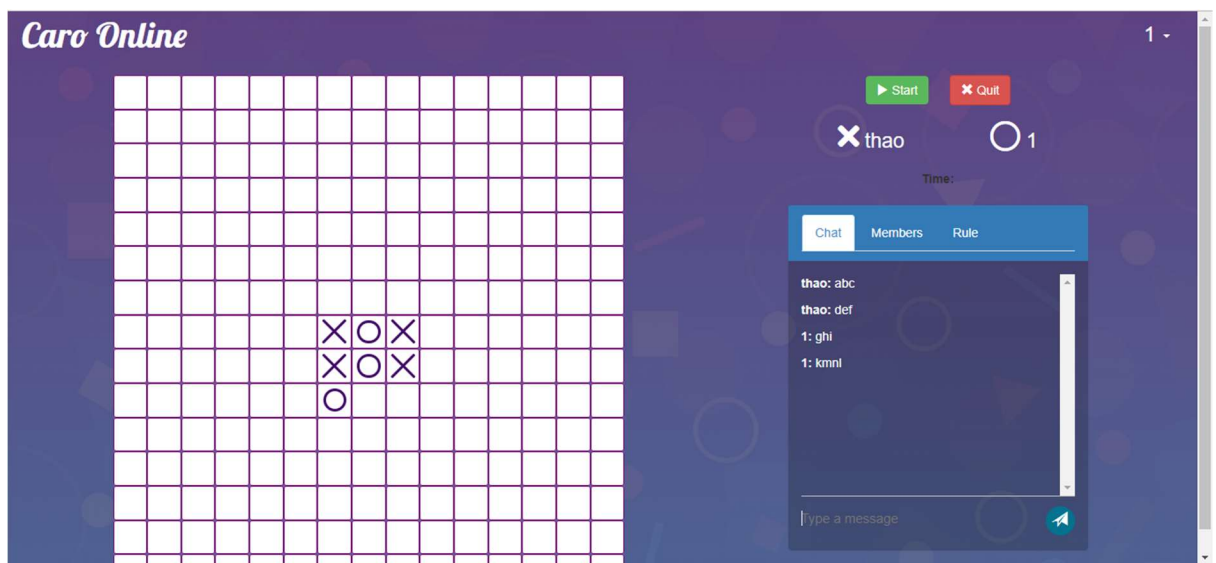 Caro Online
1
Start
Quit
thao
1
Time:
Chat Members Rule
thao: abc
thao: def
1: ghi
1: kmnl
Type a message